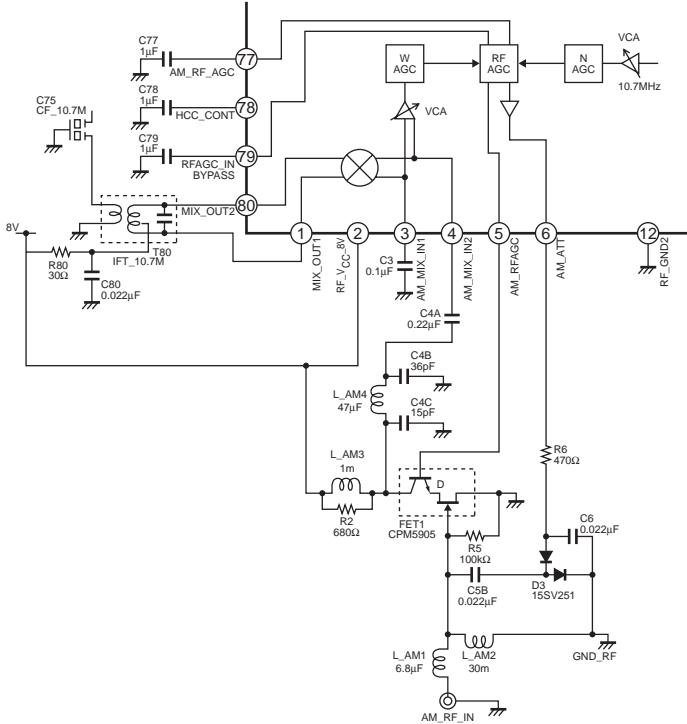 C77
1μF
77
AM_RF_AGC
C78
1μF
78
HCC_CONT
C79
1μF
79
RFAGC_IN
BYPASS
C75
CF_10.7M
80
MIX_OUT2
W
AGC
RF
AGC
N
AGC
VCA
10.7MHz
VCA
8V
T80
IFT_10.7M
R80
30Ω
C80
0.022μF
1
2
3
4
5
6
12
MIX_OUT1
RF_VCC_8V
AM_MIX_IN1
AM_MIX_IN2
AM_RFAGC
AM_ATT
RF_GND2
C3
0.1μF
C4A
0.22μF
C4B
36pF
L_AM4
47μF
C4C
15pF
L_AM3
1m
R2
680Ω
D
FET1
CPM5905
R6
470Ω
R5
100kΩ
C6
0.022μF
C5B
0.022μF
D3
15SV251
L_AM1
6.8μF
L_AM2
30m
GND_RF
AM_RF_IN